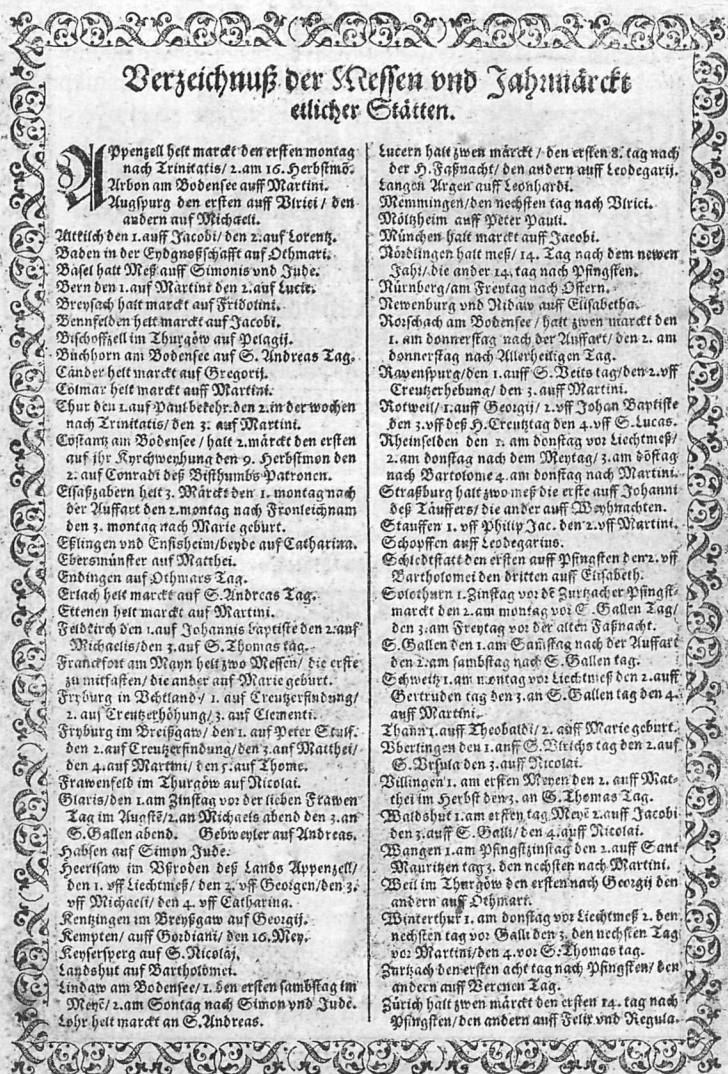 Verzeichnuß der Messen vnd Jahrmärckt
etlicher Stätten.
APpenzell helt marckt den ersten montag
nach Trinitatis/ 2. am 16. Herbstmõ.
Arbon am Bodensee auff Martini.
Augspurg den ersten auff Vlrici / den
andern auf Michaeli.
Altkilch den 1. auff Jacobi/ den 2. auf Lorentz.
Baden in der Eydgnoßschafft auf Othmari.
Basel halt Meß auff Simonis vnd Jude.
Bern den 1. auf Martini den 2. auf Lucie.
Breysach halt marckt auf Fridolini.
Bennfelden helt marckt auf Jacobi.
Bischoffzell im Thurgöw auf Pelagij.
Büchhorn am Bodensee auf S. Andreas Tag.
Cander helt marckt auf Gregorij.
Colmar helt marckt auff Martini.
Chur den 1. auf Paul bekehr. den 2. in der wochen
nach Trinitatis/ den 3. auf Martini.
Costantz am Bodensee / halt 2. märckt den ersten
auf jhr Kyrchweyhung den 9. Herbstmon den
2. auf Conradi deß Bisthumbs Patronen.
Elsaßzabern helt 3. Märckt den 1. montag nach
der Auffart den 2. montag nach Fronleichnam
den 3. montag nach Marie geburt.
Eßlingen vnd Ensisheim/ beyde auf Catharina.
Ebersmünster auf Matthei.
Endingen auf Othmars Tag.
Erlach helt marckt auf S. Andreas Tag.
Ettenen helt marckt auf Martini.
Feldkirch den 1. auf Johannis baptiste den 2. auf
Michaelis/ den 3. auf S. Thomas tag.
Franckfort am Mayn helt zwo Messen/ die erste
zu mitfasten/ die ander auf Marie geburt.
Fryburg in Vchtland/ 1. auf Creutzerfindung/
2. auf Creutzerhöhung/ 3. auf Clementi.
Fryburg im Breißgaw/ den 1. auf Peter Stulf.
den 2. auf Creutzerfindung/ den 3. auf Matthei/
den 4. auf Martini/ den 5. auf Thome.
Frawenfeld im Thurgöw auf Nicolai.
Glaris/ den 1. am Zinstag vor der lieben Frawen
Tag im Augstẽ/ 2. an Michaels abend den 3. an
S. Gallen abend. Gebweyler auf Andreas.
Habsen auf Simon Jude.
Heerisaw im Vßroden deß Lands Appenzell/
den 1. vff Liechtmeß/ den 2. vff Georgen/ den 3.
vff Michaeli/ den 4. vff Catharina.
Kentzingen im Breyßgaw auf Georgij.
Kempten/ auff Gordiani/ den 16. Mey.
Keysersperg auf S. Nicolaj.
Landshut auf Bartholomei.
Lindaw am Bodensee/ 1. den ersten sambstag im
Meyẽ/ 2. am Sontag nach Simon vnd Jude.
Lohr helt marckt an S. Andreas.
Lucern halt zwen märckt / den ersten 8. tag nach
der H. Faßnacht/ den andern auff Leodegarij.
Langen Argen auff Leonhardi.
Memmingen/ den nechsten tag nach Vlrici.
Möltzheim auff Peter Pauli.
München halt marckt auff Jacobi.
Nördlingen halt meß/ 14. Tag nach dem newen
Jahr/ die ander 14. tag nach Pfingsten.
Nürnberg/ am Freytag nach Ostern.
Newenburg vnd Ridaw auff Elisabetha.
Rorschach am Bodensee / halt zwen marckt den
1. am donnerstag nach der Auffart/ den 2. am
donnerstag nach Allerheiligen Tag.
Ravenspurg/ den 1. auff S. Veits tag/ den 2. vff
Creutzerhebung/ den 3. auff Martini.
Rotweil/ 1. auff Georgij/ 2. vff Johan Baptiste
den 3. vff deß H. Creutztag den 4. vff S. Lucas.
Rheinfelden den 1. am donstag vor Liechtmeß/
2. am donstag nach dem Meytag/ 3. am dõstag
nach Bartolome 4. am donstag nach Martini.
Straßburg halt zwo meß die erste auff Johanni
deß Täuffers/ die ander auff Weyhnachten.
Stauffen 1. vff Philip Jac. den 2. vff Martini.
Schopffen auff Leodegarius.
Schledtstatt den ersten auff Pfingsten den 2. vff
Bartholomei den dritten auff Elisabeth.
Solothurn 1. Zinstag vor dẽ Zurtzacher Pfingst-
marckt den 2. am montag vor S. Gallen Tag/
den 3. am Freytag vor der alten Faßnacht.
S. Gallen den 1. am Samstag nach der Auffart
den 2. am sambstag nach S. Gallen tag.
Schweitz 1. am montag vor Liechtmeß den 2. auff
Gertruden tag den 3. an S. Gallen tag den 4.
auff Martini.
Thann 1. auff Theobaldi/ 2. auff Marie geburt.
Vberlingen den 1. auff S. Vlrichs tag den 2. auf
S. Vrsula den 3. auff Nicolai.
Villingen 1. am ersten Meyen den 2. auff Mat-
thei im Herbst den 3. an S. Thomas Tag.
Waldshut 1. am ersten tag Meyẽ 2. auff Jacobi
den 3. auff S. Galli/ den 4. auff Nicolai.
Wangen 1. am Pfingstzinstag den 2. auff Sant
Mauritzen tag 3. den nechsten nach Martini.
Weil im Thurgöw den ersten nach Georgij den
andern auff Othmari.
Winterthur 1. am donstag vor Liechtmeß 2. den
nechsten tag vor Galli den 3. den nechsten Tag
vor Martini/ den 4. vor S. Thomas tag.
Zurtzach den ersten acht tag nach Pfingsten/ den
andern auff Verenen Tag.
Zürich halt zwen märckt den ersten 14. tag nach
Pfingsten/ den andern auff Felix vnd Regula.